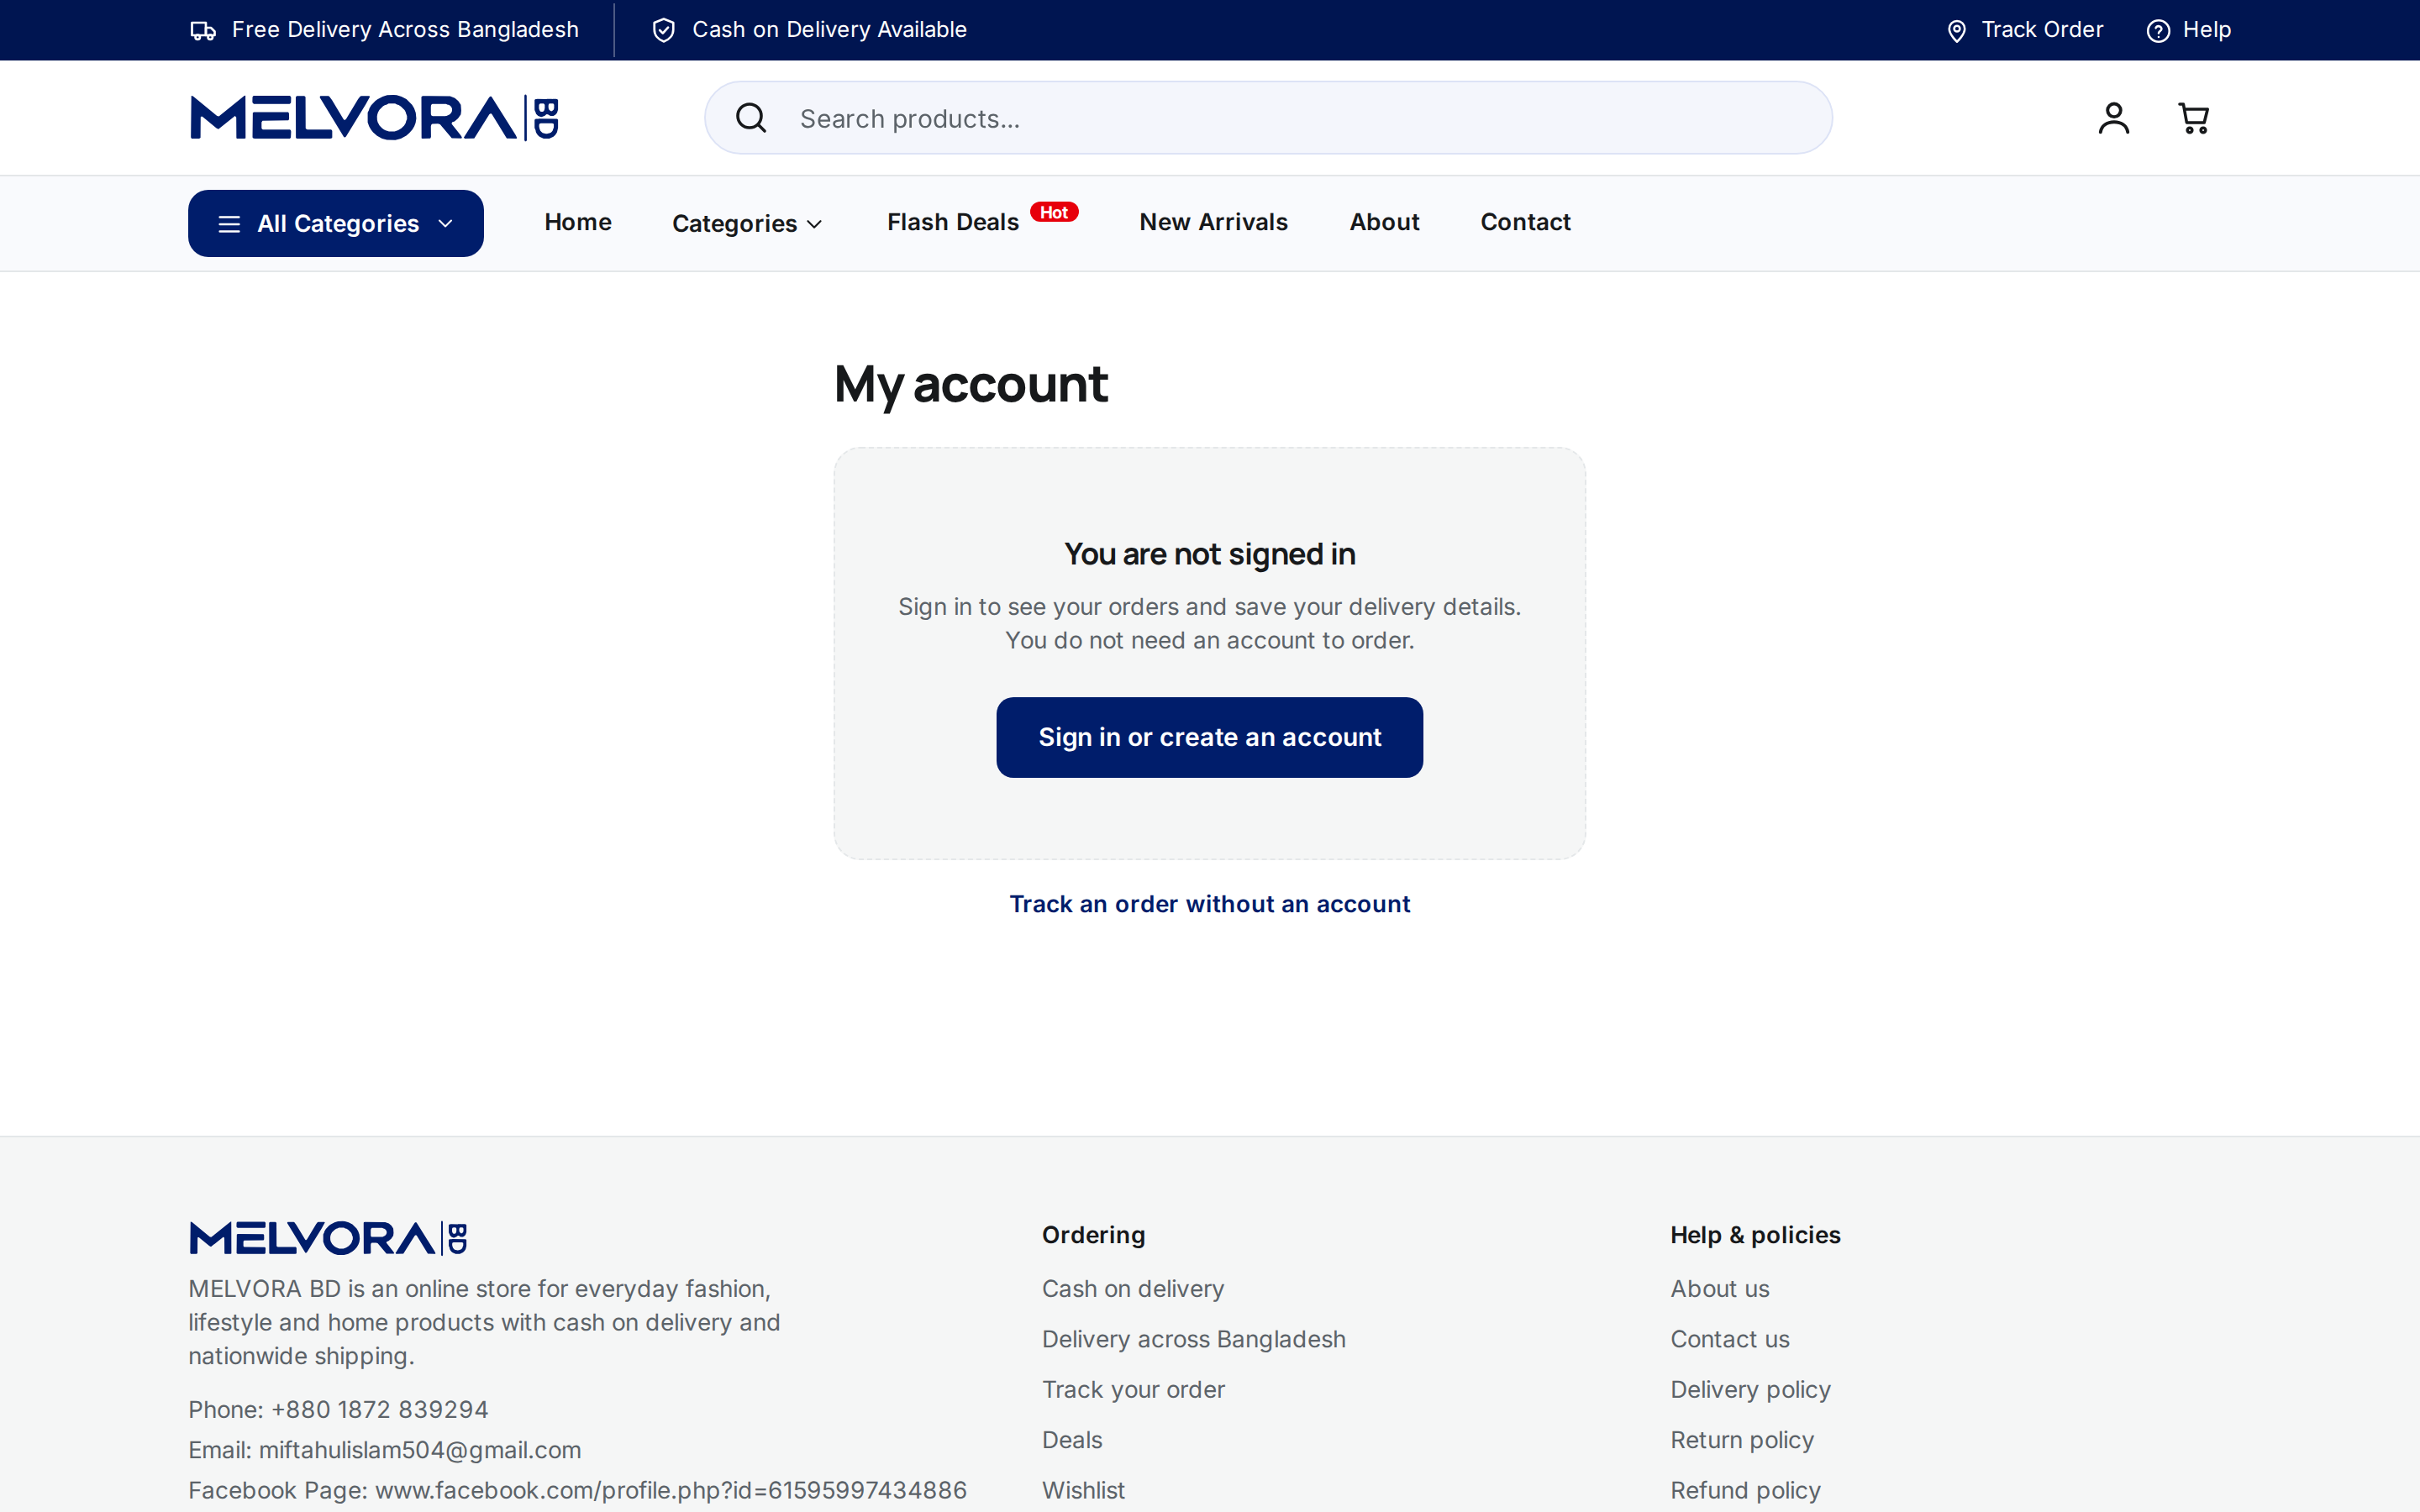 Free Delivery Across Bangladesh
Cash on Delivery Available
Track Order
Help
MELVORA BD
Search products...
All Categories
Home
Categories
Flash Deals
Hot
New Arrivals
About
Contact
My account
You are not signed in
Sign in to see your orders and save your delivery details.
You do not need an account to order.
Sign in or create an account
Track an order without an account
MELVORA BD
MELVORA BD is an online store for everyday fashion,
lifestyle and home products with cash on delivery and
nationwide shipping.
Phone: +880 1872 839294
Email: miftahulislam504@gmail.com
Facebook Page: www.facebook.com/profile.php?id=61595997434886
Ordering
Cash on delivery
Delivery across Bangladesh
Track your order
Deals
Wishlist
Help & policies
About us
Contact us
Delivery policy
Return policy
Refund policy